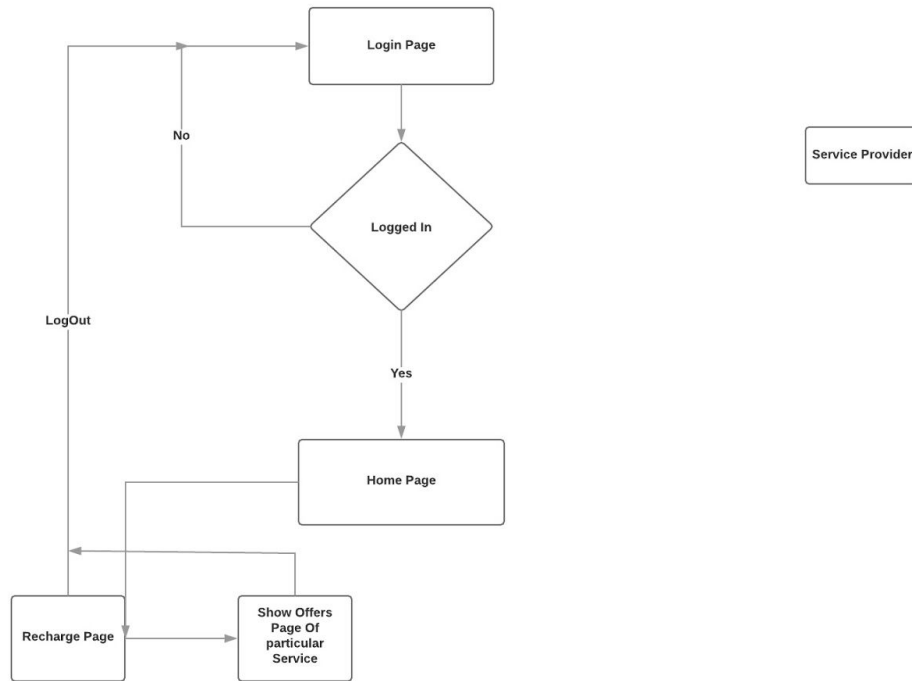 Login Page
No
Service Provider
Logged In
LogOut
Yes
Home Page
Recharge Page
Show Offers
Page Of
particular
Service